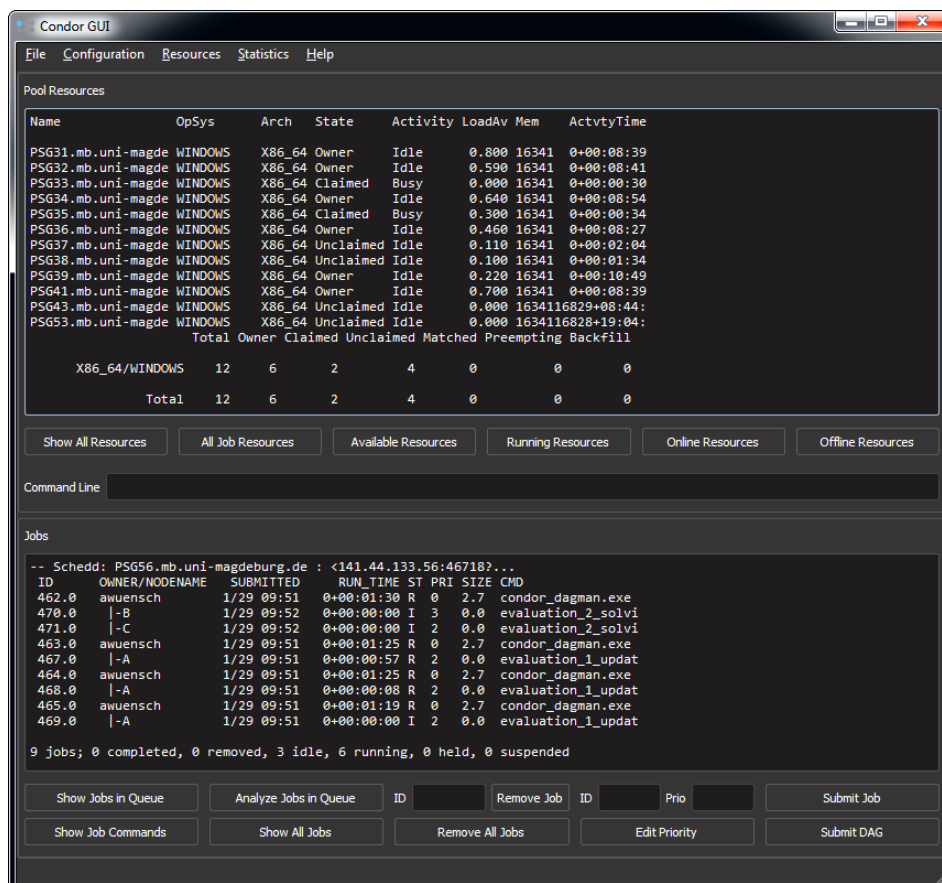 Condor GUI
File Configuration Resources Statistics Help
Pool Resources
Name OpSys Arch State Activity LoadAv Mem ActvtyTime
PSG31.mb.uni-magde WINDOWS X86_64 Owner Idle 0.800 16341 0+00:08:39
PSG32.mb.uni-magde WINDOWS X86_64 Owner Idle 0.590 16341 0+00:08:41
PSG33.mb.uni-magde WINDOWS X86_64 Claimed Busy 0.000 16341 0+00:00:30
PSG34.mb.uni-magde WINDOWS X86_64 Owner Idle 0.640 16341 0+00:08:54
PSG35.mb.uni-magde WINDOWS X86_64 Claimed Busy 0.300 16341 0+00:00:34
PSG36.mb.uni-magde WINDOWS X86_64 Owner Idle 0.460 16341 0+00:08:27
PSG37.mb.uni-magde WINDOWS X86_64 Unclaimed Idle 0.110 16341 0+00:02:04
PSG38.mb.uni-magde WINDOWS X86_64 Unclaimed Idle 0.100 16341 0+00:01:34
PSG39.mb.uni-magde WINDOWS X86_64 Owner Idle 0.220 16341 0+00:10:49
PSG41.mb.uni-magde WINDOWS X86_64 Owner Idle 0.700 16341 0+00:08:39
PSG43.mb.uni-magde WINDOWS X86_64 Unclaimed Idle 0.000 1634116829+08:44:
PSG53.mb.uni-magde WINDOWS X86_64 Unclaimed Idle 0.000 1634116828+19:04:
Total Owner Claimed Unclaimed Matched Preempting Backfill
X86_64/WINDOWS 12 6 2 4 0 0 0
Total 12 6 2 4 0 0 0
Show All Resources All Job Resources Available Resources Running Resources Online Resources Offline Resources
Command Line
Jobs
-- Schedd: PSG56.mb.uni-magdeburg.de : <141.44.133.56:46718?...
ID OWNER/NODENAME SUBMITTED RUN_TIME ST PRI SIZE CMD
462.0 awuensch 1/29 09:51 0+00:01:30 R 0 2.7 condor_dagman.exe
470.0 |-B 1/29 09:52 0+00:00:00 I 3 0.0 evaluation_2_solvi
471.0 |-C 1/29 09:52 0+00:00:00 I 2 0.0 evaluation_2_solvi
463.0 awuensch 1/29 09:51 0+00:01:25 R 0 2.7 condor_dagman.exe
467.0 |-A 1/29 09:51 0+00:00:57 R 2 0.0 evaluation_1_updat
464.0 awuensch 1/29 09:51 0+00:01:25 R 0 2.7 condor_dagman.exe
468.0 |-A 1/29 09:51 0+00:00:08 R 2 0.0 evaluation_1_updat
465.0 awuensch 1/29 09:51 0+00:01:19 R 0 2.7 condor_dagman.exe
469.0 |-A 1/29 09:51 0+00:00:00 I 2 0.0 evaluation_1_updat
9 jobs; 0 completed, 0 removed, 3 idle, 6 running, 0 held, 0 suspended
Show Jobs in Queue Analyze Jobs in Queue ID Remove Job ID Prio Submit Job
Show Job Commands Show All Jobs Remove All Jobs Edit Priority Submit DAG